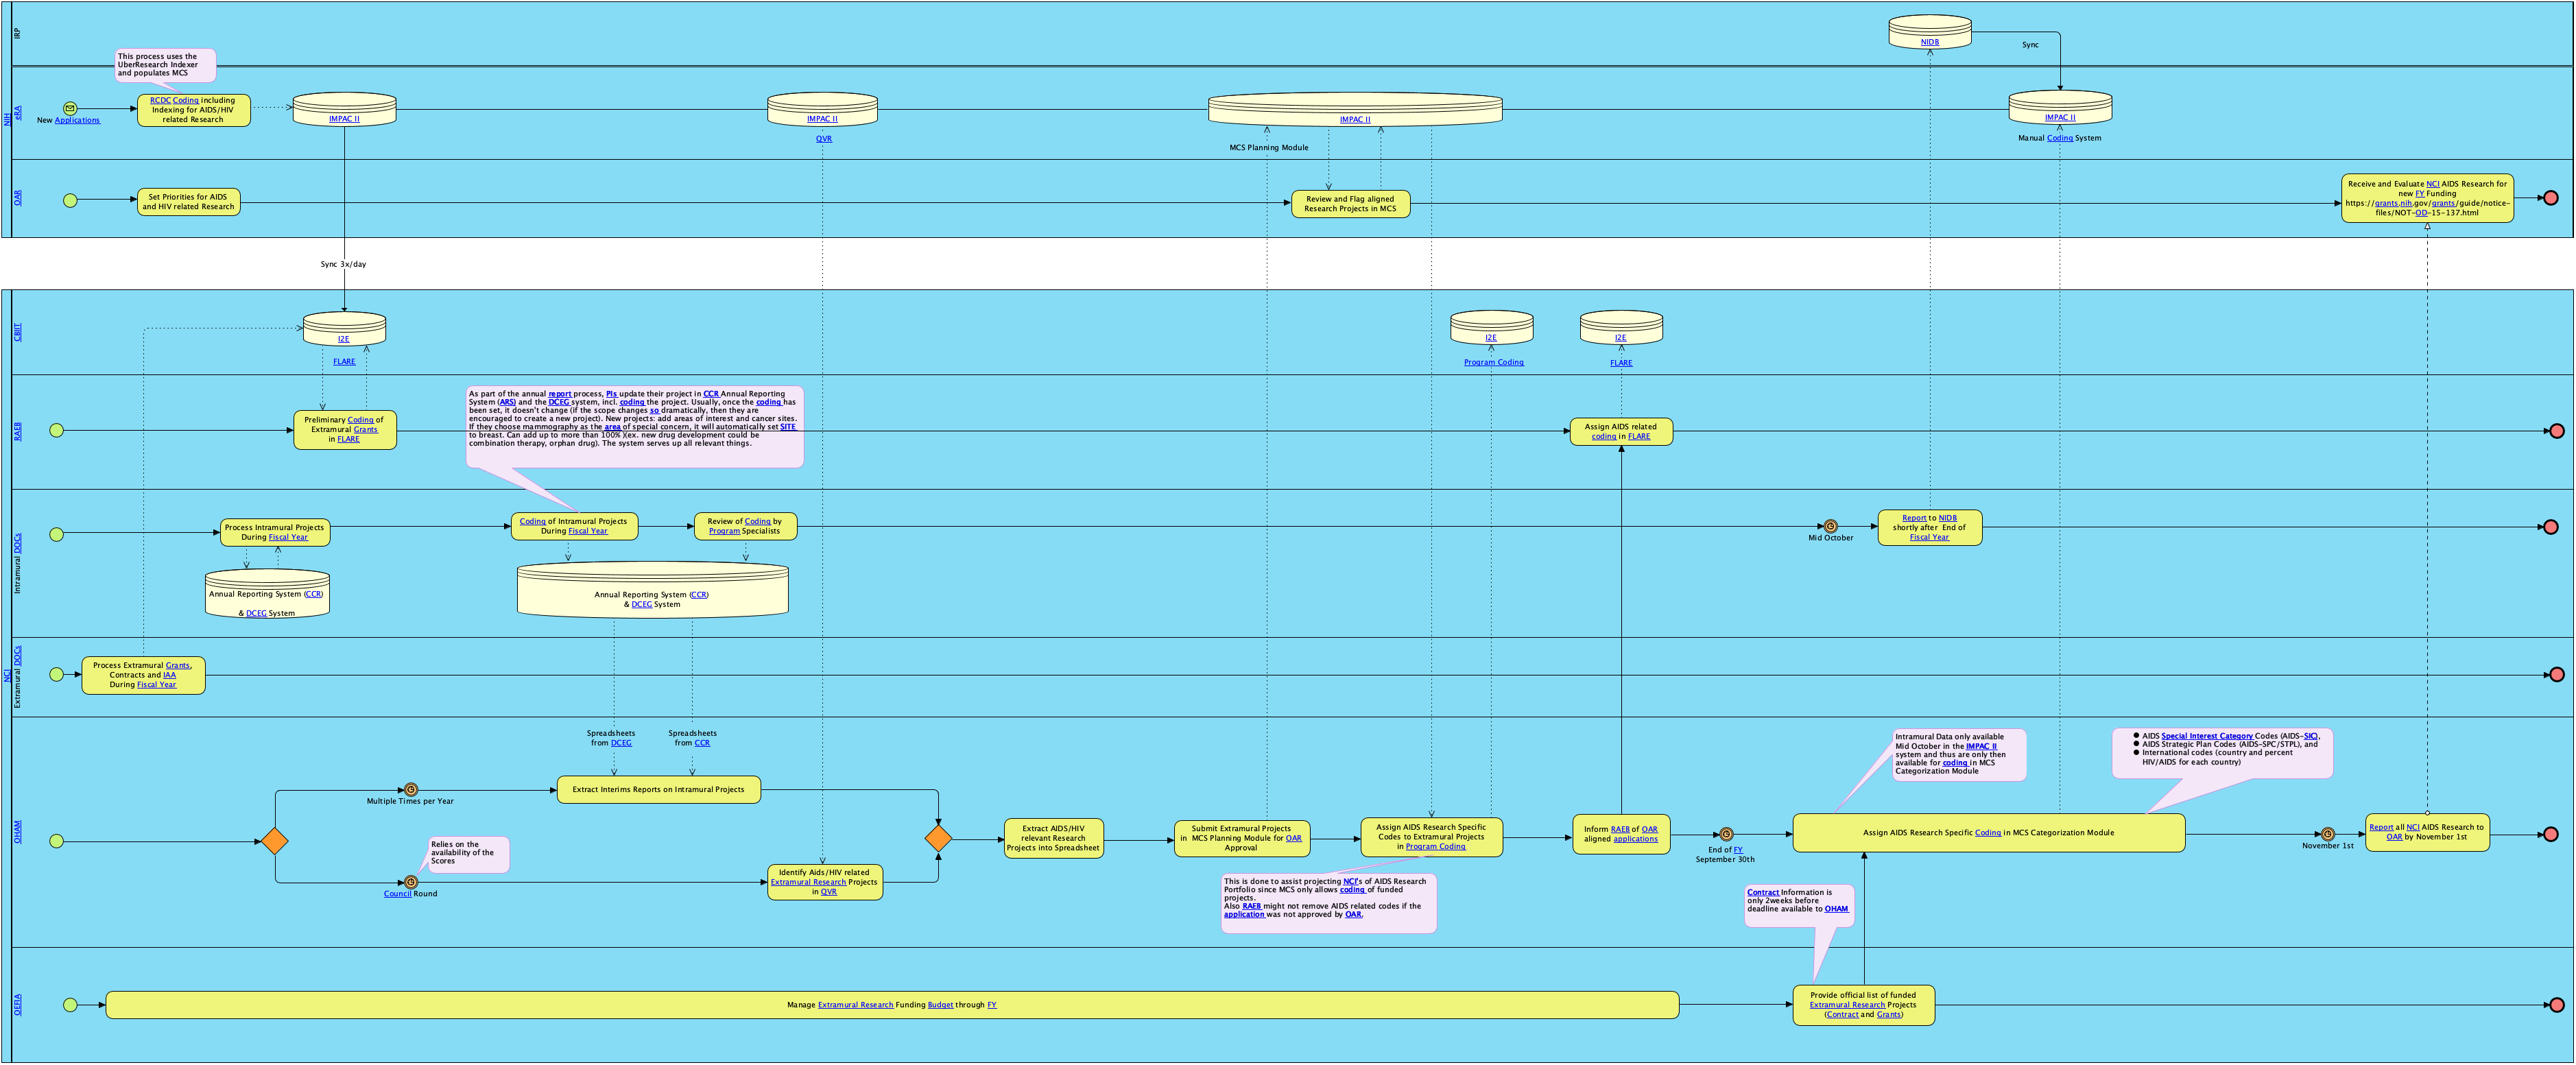 NIH
IRP
NIDB
Sync
This process uses the
UberResearch Indexer
and populates MCS
eRA
New Applications
RCDC Coding including
Indexing for AIDS/HIV
related Research
IMPAC II
IMPAC II
QVR
IMPAC II
MCS Planning Module
IMPAC II
Manual Coding System
OAR
Set Priorities for AIDS
and HIV related Research
Review and Flag aligned
Research Projects in MCS
Receive and Evaluate NCI AIDS Research for
new FY Funding
https://grants.nih.gov/grants/guide/notice-
files/NOT-OD-15-137.html
Sync 3x/day
NCI
CBIIT
I2E
FLARE
I2E
Program Coding
I2E
FLARE
RAEB
Preliminary Coding of
Extramural Grants
in FLARE
As part of the annual report process, PIs update their project in CCR Annual Reporting
System (ARS) and the DCEG system, incl. coding the project. Usually, once the coding has
been set, it doesn't change (if the scope changes so dramatically, then they are
encouraged to create a new project). New projects: add areas of interest and cancer sites.
If they choose mammography as the area of special concern, it will automatically set SITE
to breast. Can add up to more than 100% )(ex. new drug development could be
combination therapy, orphan drug). The system serves up all relevant things.
Assign AIDS related
coding in FLARE
Intramural DOCs
Process Intramural Projects
During Fiscal Year
Coding of Intramural Projects
During Fiscal Year
Review of Coding by
Program Specialists
Mid October
Report to NIDB
shortly after End of
Fiscal Year
Annual Reporting System (CCR)
& DCEG System
Annual Reporting System (CCR)
& DCEG System
Extramural DOCs
Process Extramural Grants,
Contracts and IAA
During Fiscal Year
OHAM
Spreadsheets
from DCEG
Spreadsheets
from CCR
Multiple Times per Year
Extract Interims Reports on Intramural Projects
Relies on the
availability of the
Scores
Council Round
Identify Aids/HIV related
Extramural Research Projects
in QVR
Extract AIDS/HIV
relevant Research
Projects into Spreadsheet
Submit Extramural Projects
in MCS Planning Module for OAR
Approval
Assign AIDS Research Specific
Codes to Extramural Projects
in Program Coding
This is done to assist projecting NCI's of AIDS Research
Portfolio since MCS only allows coding of funded
projects.
Also RAEB might not remove AIDS related codes if the
application was not approved by OAR.
Inform RAEB of OAR
aligned applications
End of FY
September 30th
Intramural Data only available
Mid October in the IMPAC II
system and thus are only then
available for coding in MCS
Categorization Module
● AIDS Special Interest Category Codes (AIDS-SIC),
● AIDS Strategic Plan Codes (AIDS-SPC/STPL), and
● International codes (country and percent
HIV/AIDS for each country)
Assign AIDS Research Specific Coding in MCS Categorization Module
November 1st
Report all NCI AIDS Research to
OAR by November 1st
Contract Information is
only 2weeks before
deadline available to OHAM
OEFIA
Manage Extramural Research Funding Budget through FY
Provide official list of funded
Extramural Research Projects
(Contract and Grants)